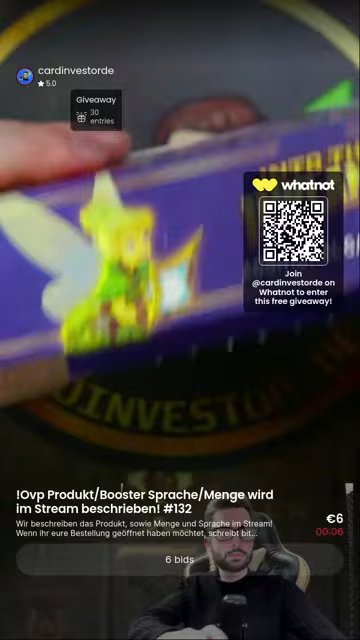 cardinvestorde
5.0
Giveaway
30
entries
whatnot
Join
@cardinvestorde on
Whatnot to enter
this free giveaway!
!Ovp Produkt/Booster Sprache/Menge wird
im Stream beschrieben! #132
€6
Wir beschreiben das Produkt, sowie Menge und Sprache im Stream!
00:06
Wenn ihr eure Bestellung geöffnet haben möchtet, schreibt bit...
6 bids